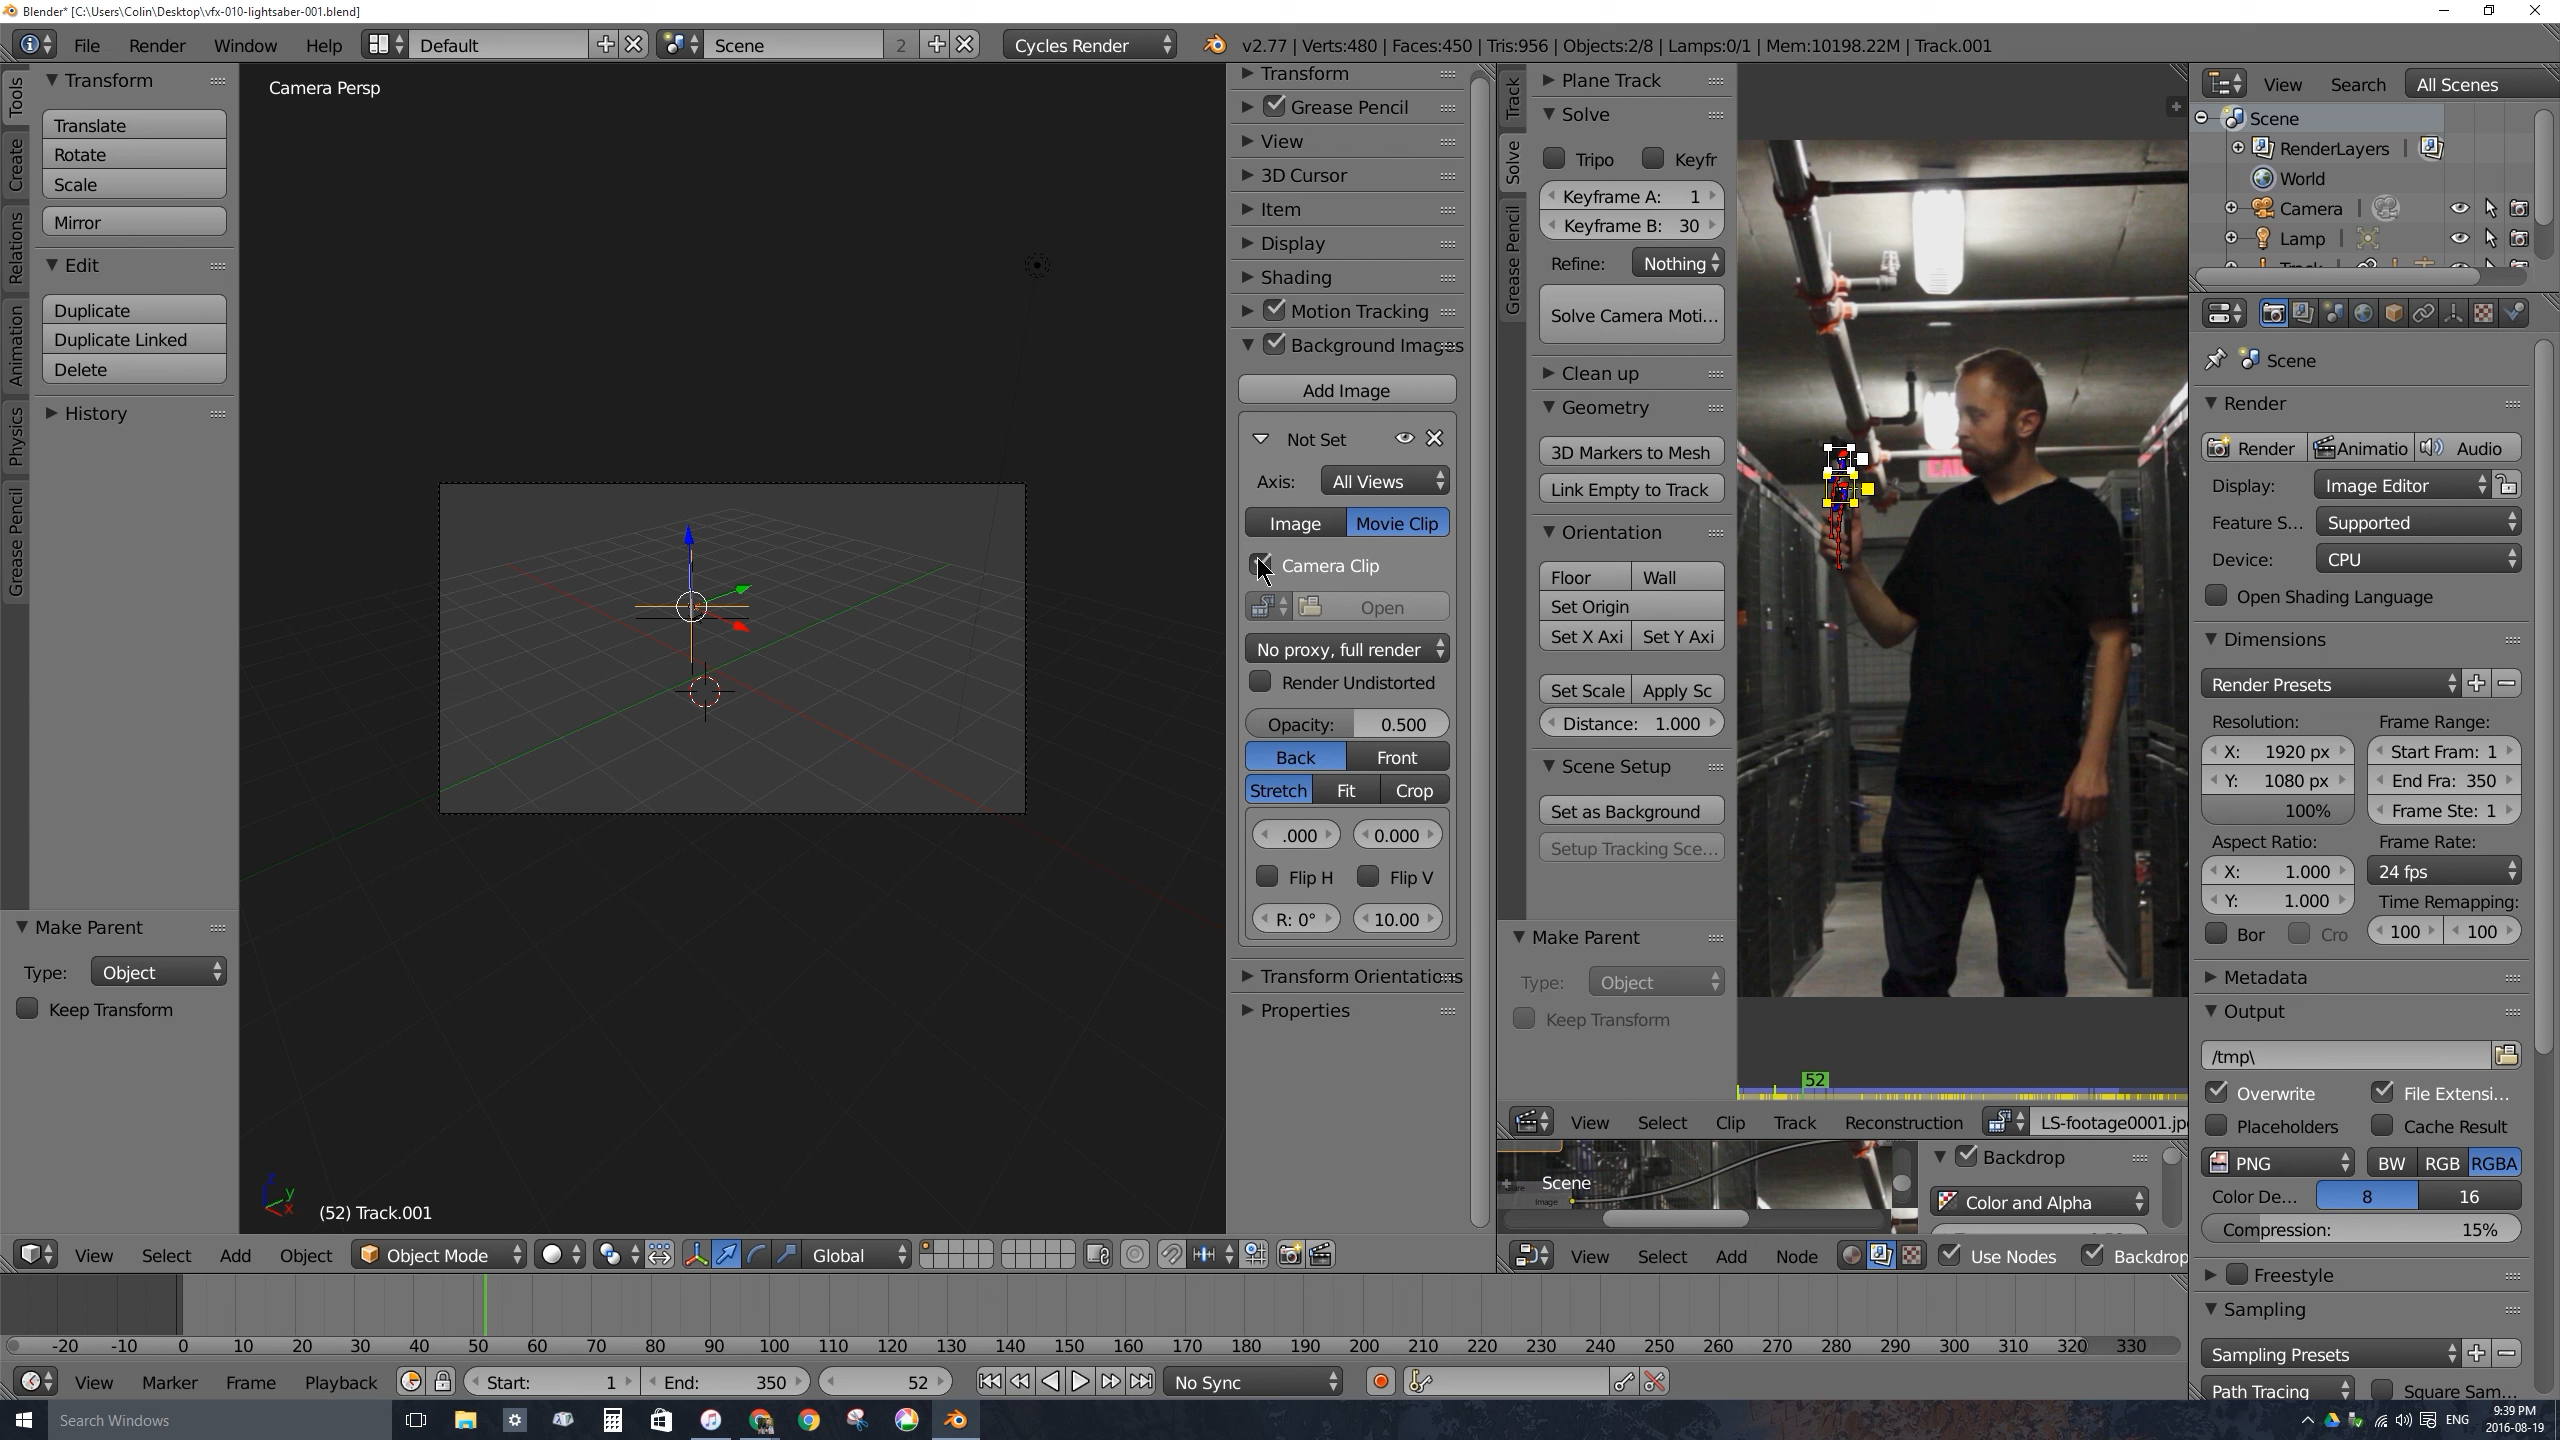 Blender* [C:\Users\Colin\Desktop\vfx-010-lightsaber-001.blend]
File Render Window Help Default Scene 2 Cycles Render v2.77 | Verts:480 | Faces:450 | Tris:956 | Objects:2/8 | Lamps:0/1 | Mem:10198.22M | Track.001
Tools
Create
Relations
Animation
Physics
Grease Pencil
Transform
Translate
Rotate
Scale
Mirror
Edit
Duplicate
Duplicate Linked
Delete
History
Make Parent
Type: Object
Keep Transform
Camera Persp
(52) Track.001
Transform
Grease Pencil
View
3D Cursor
Item
Display
Shading
Motion Tracking
Background Images
Add Image
Not Set
Axis: All Views
Image Movie Clip
Camera Clip
Open
No proxy, full render
Render Undistorted
Opacity: 0.500
Back Front
Stretch Fit Crop
.000 0.000
Flip H Flip V
R: 0° 10.00
Transform Orientations
Properties
Track
Solve
Grease Pencil
Plane Track
Solve
Tripo Keyfr
Keyframe A: 1
Keyframe B: 30
Refine: Nothing
Solve Camera Moti...
Clean up
Geometry
3D Markers to Mesh
Link Empty to Track
Orientation
Floor Wall
Set Origin
Set X Axi Set Y Axi
Set Scale Apply Sc
Distance: 1.000
Scene Setup
Set as Background
Setup Tracking Sce...
Make Parent
Type: Object
Keep Transform
52
View Select Clip Track Reconstruction LS-footage0001.jp
Scene
Image
Backdrop
Color and Alpha
View Select Add Node Use Nodes Backdrop
View Search All Scenes
Scene
RenderLayers
World
Camera
Lamp
Scene
Render
Render Animatio Audio
Display: Image Editor
Feature S... Supported
Device: CPU
Open Shading Language
Dimensions
Render Presets
Resolution: Frame Range:
X: 1920 px Start Fram: 1
Y: 1080 px End Fra: 350
100% Frame Ste: 1
Aspect Ratio: Frame Rate:
X: 1.000 24 fps
Y: 1.000 Time Remapping:
Bor Cro 100 100
Metadata
Output
/tmp\
Overwrite File Extensi...
Placeholders Cache Result
PNG BW RGB RGBA
Color De... 8 16
Compression: 15%
Freestyle
Sampling
Sampling Presets
Path Tracing Square Sam...
View Select Add Object Object Mode Global
-20 -10 0 10 20 30 40 50 60 70 80 90 100 110 120 130 140 150 160 170 180 190 200 210 220 230 240 250 260 270 280 290 300 310 320 330
View Marker Frame Playback Start: 1 End: 350 52 No Sync
Search Windows
ENG
9:39 PM
2016-08-19